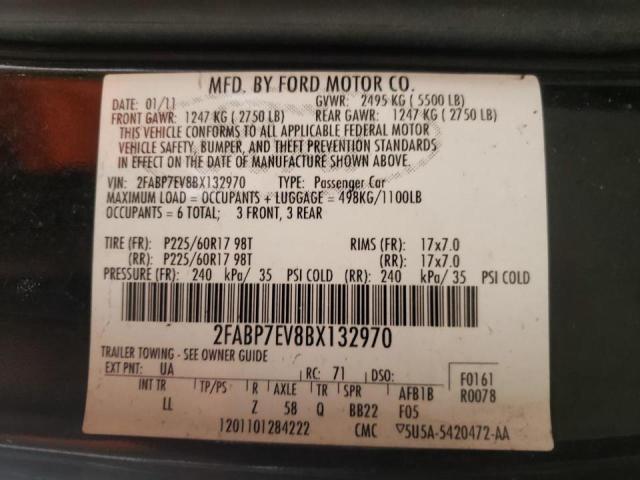 MFD. BY FORD MOTOR CO.
DATE: 01/11 GVWR: 2495 KG ( 5500 LB)
FRONT GAWR: 1247 KG ( 2750 LB) REAR GAWR: 1247 KG ( 2750 LB)
THIS VEHICLE CONFORMS TO ALL APPLICABLE FEDERAL MOTOR
VEHICLE SAFETY, BUMPER, AND THEFT PREVENTION STANDARDS
IN EFFECT ON THE DATE OF MANUFACTURE SHOWN ABOVE.
VIN: 2FABP7EV8BX132970 TYPE: Passenger Car
MAXIMUM LOAD = OCCUPANTS + LUGGAGE = 498KG/1100LB
OCCUPANTS = 6 TOTAL; 3 FRONT, 3 REAR
TIRE (FR): P225/60R17 98T RIMS (FR): 17x7.0
(RR): P225/60R17 98T (RR): 17x7.0
PRESSURE (FR): 240 kPa/ 35 PSI COLD (RR): 240 kPa/ 35 PSI COLD
2FABP7EV8BX132970
TRAILER TOWING - SEE OWNER GUIDE
EXT PNT: UA RC: 71 DSO: F0161
INT TR TP/PS R AXLE TR SPR AFB1B R0078
LL Z 58 Q BB22 F05
1201101284222 CMC ▽5U5A-5420472-AA